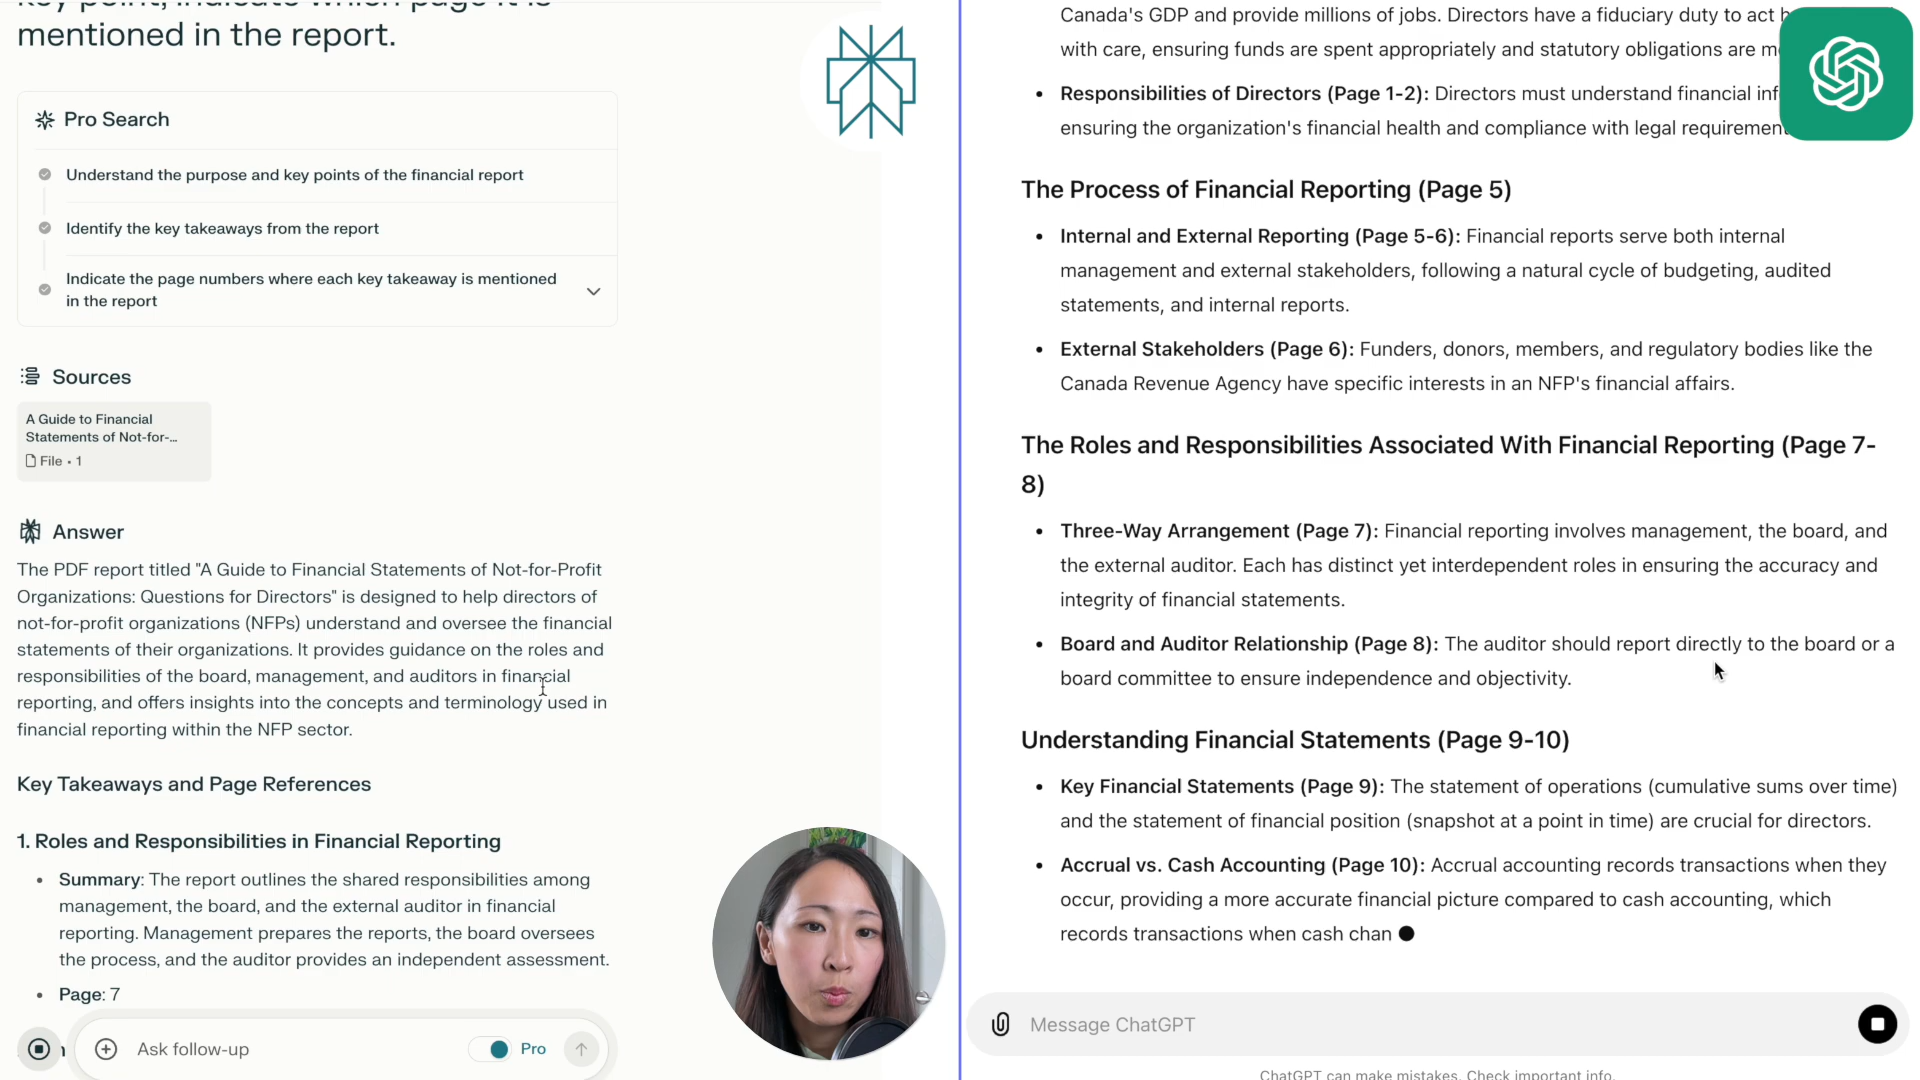 key point, indicate which page it is
mentioned in the report.
Pro Search
Understand the purpose and key points of the financial report
Identify the key takeaways from the report
Indicate the page numbers where each key takeaway is mentioned
in the report
Sources
A Guide to Financial
Statements of Not-for-...
File • 1
Answer
The PDF report titled "A Guide to Financial Statements of Not-for-Profit
Organizations: Questions for Directors" is designed to help directors of
not-for-profit organizations (NFPs) understand and oversee the financial
statements of their organizations. It provides guidance on the roles and
responsibilities of the board, management, and auditors in financial
reporting, and offers insights into the concepts and terminology used in
financial reporting within the NFP sector.
Key Takeaways and Page References
1. Roles and Responsibilities in Financial Reporting
• Summary: The report outlines the shared responsibilities among
management, the board, and the external auditor in financial
reporting. Management prepares the reports, the board oversees
the process, and the auditor provides an independent assessment.
• Page: 7
Ask follow-up
Pro
Canada's GDP and provide millions of jobs. Directors have a fiduciary duty to act
with care, ensuring funds are spent appropriately and statutory obligations are
• Responsibilities of Directors (Page 1-2): Directors must understand financial
ensuring the organization's financial health and compliance with legal
The Process of Financial Reporting (Page 5)
• Internal and External Reporting (Page 5-6): Financial reports serve both internal
management and external stakeholders, following a natural cycle of budgeting, audited
statements, and internal reports.
• External Stakeholders (Page 6): Funders, donors, members, and regulatory bodies like the
Canada Revenue Agency have specific interests in an NFP's financial affairs.
The Roles and Responsibilities Associated With Financial Reporting (Page 7-
8)
• Three-Way Arrangement (Page 7): Financial reporting involves management, the board, and
the external auditor. Each has distinct yet interdependent roles in ensuring the accuracy and
integrity of financial statements.
• Board and Auditor Relationship (Page 8): The auditor should report directly to the board or a
board committee to ensure independence and objectivity.
Understanding Financial Statements (Page 9-10)
• Key Financial Statements (Page 9): The statement of operations (cumulative sums over time)
and the statement of financial position (snapshot at a point in time) are crucial for directors.
• Accrual vs. Cash Accounting (Page 10): Accrual accounting records transactions when they
occur, providing a more accurate financial picture compared to cash accounting, which
records transactions when cash chan
Message ChatGPT
ChatGPT can make mistakes. Check important info.